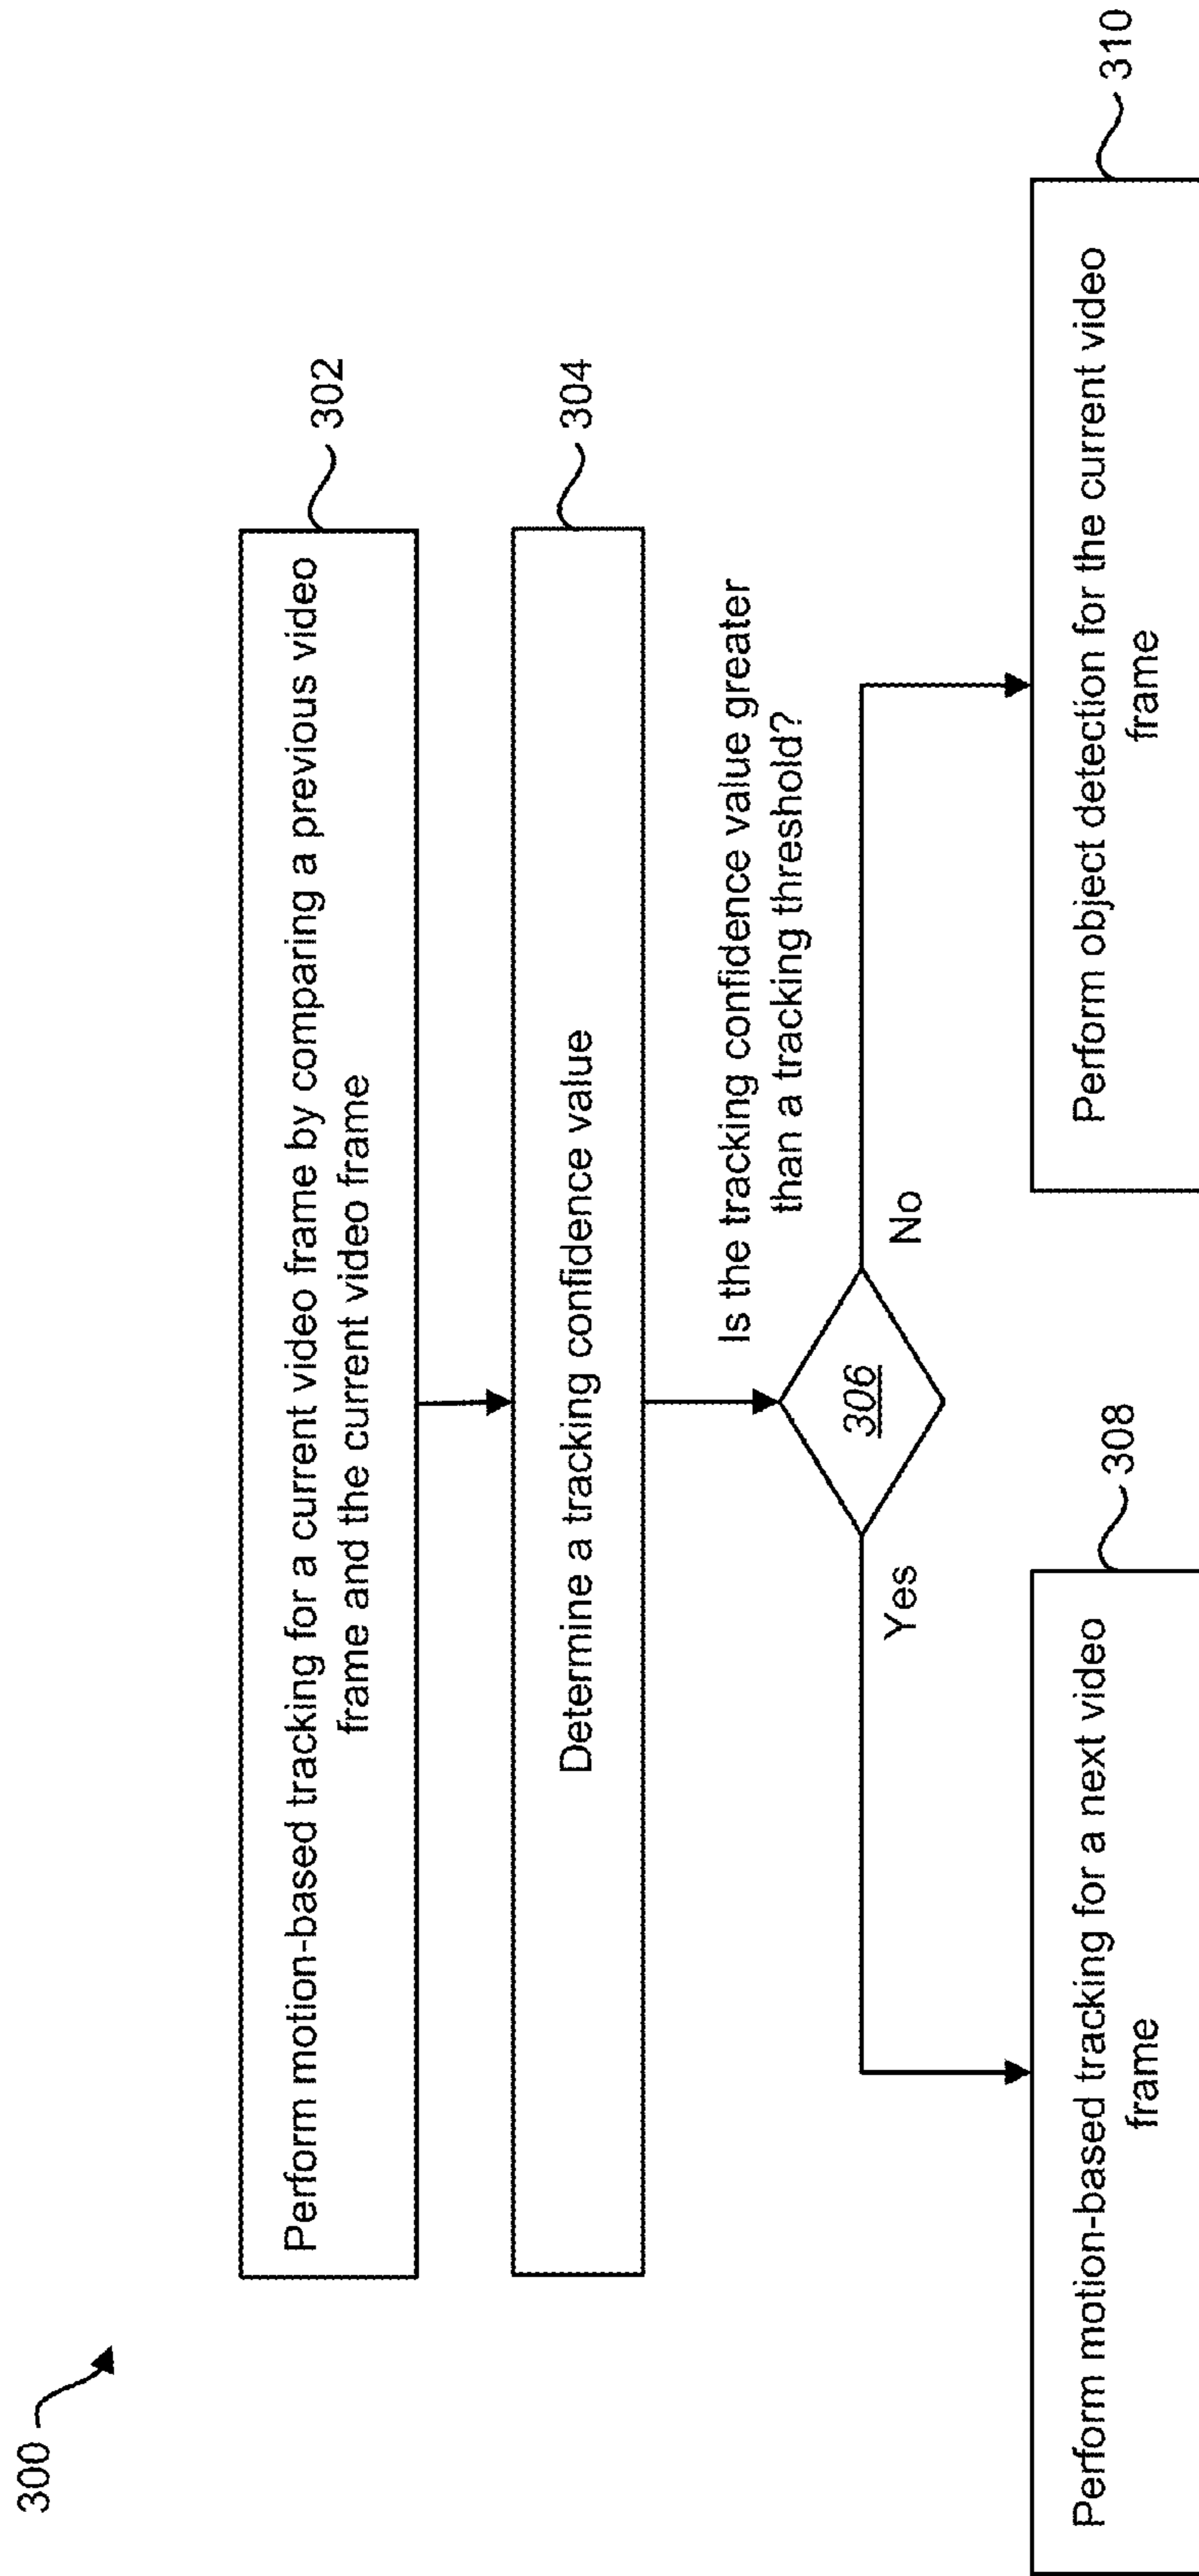 300
Perform motion-based tracking for a current video frame by comparing a previous video
frame and the current video frame
302
Determine a tracking confidence value
304
Is the tracking confidence value greater
than a tracking threshold?
306
Yes
No
Perform motion-based tracking for a next video
frame
308
Perform object detection for the current video
frame
310